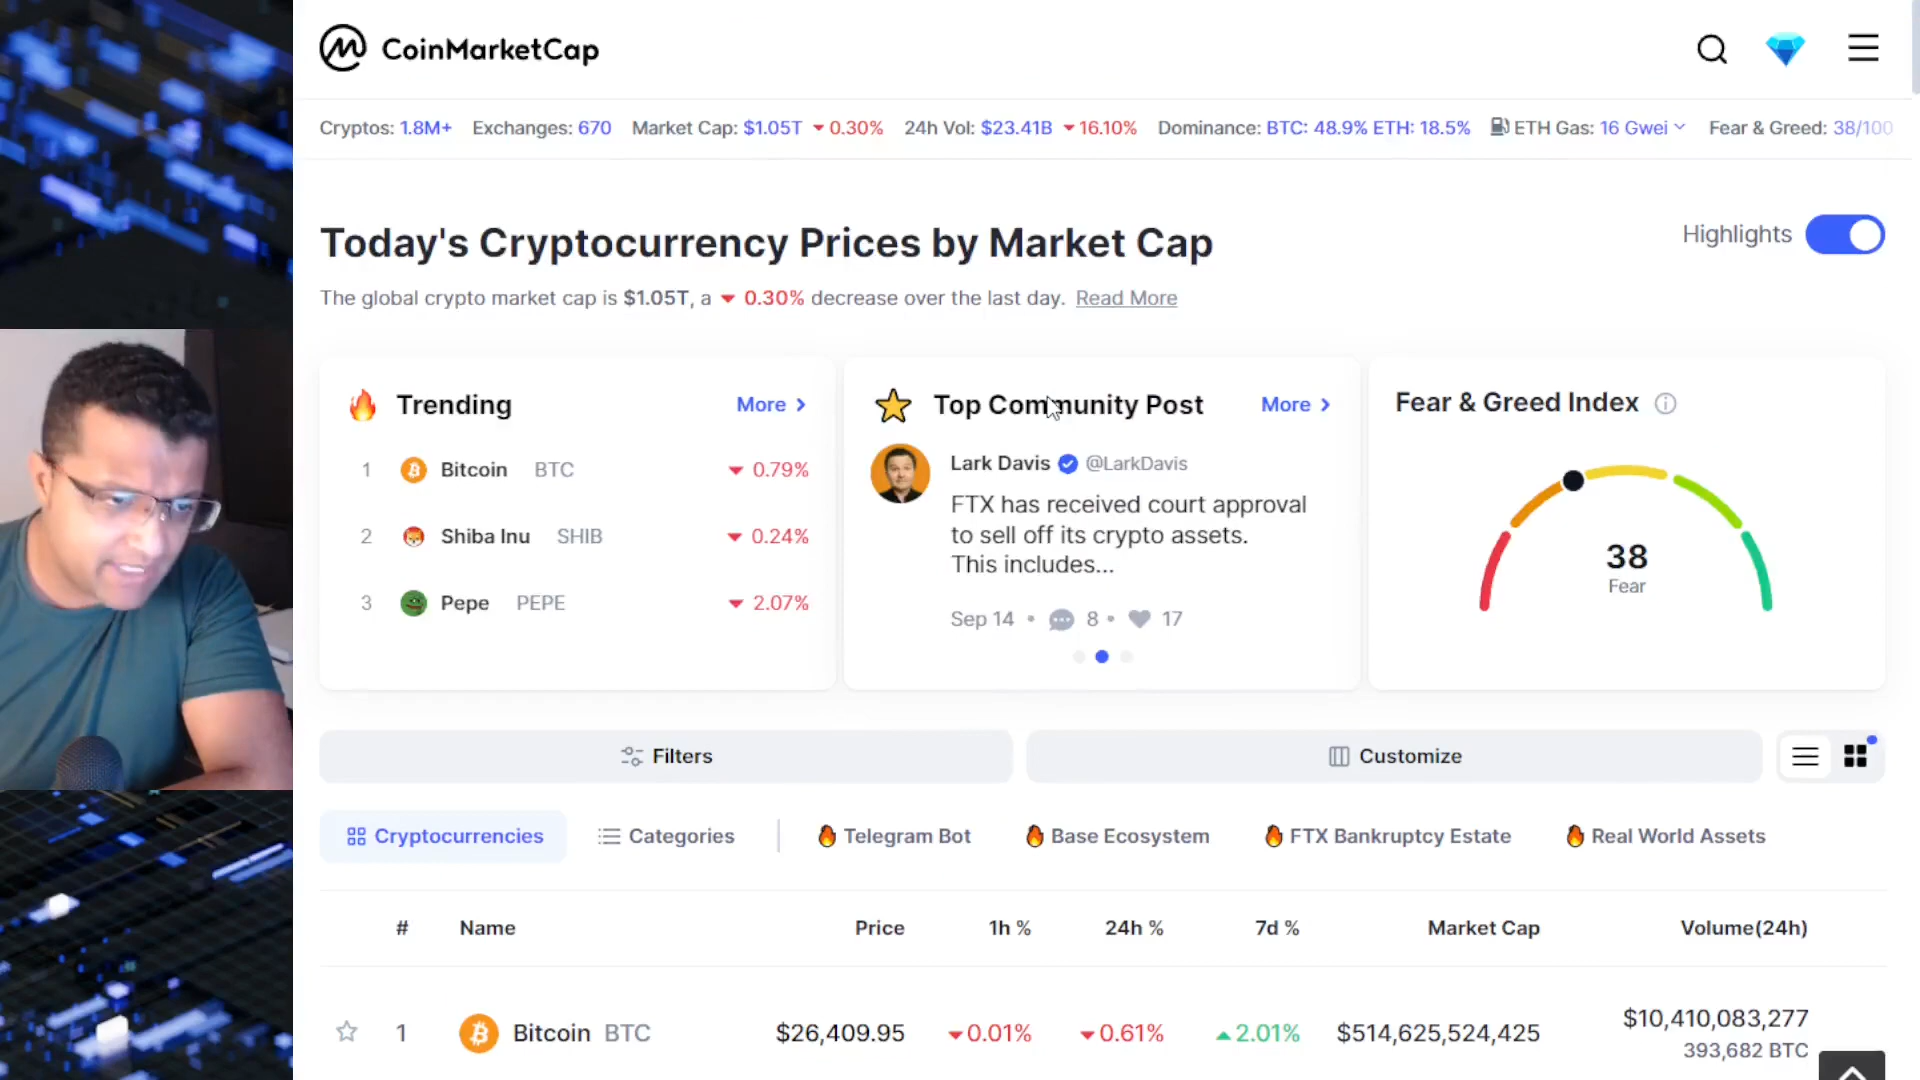 CoinMarketCap
Cryptos: 1.8M+ Exchanges: 670 Market Cap: $1.05T 0.30% 24h Vol: $23.41B 16.10% Dominance: BTC: 48.9% ETH: 18.5% ETH Gas: 16 Gwei Fear & Greed: 38/100
Today's Cryptocurrency Prices by Market Cap
Highlights
The global crypto market cap is $1.05T, a 0.30% decrease over the last day. Read More
Trending More
1 Bitcoin BTC 0.79%
2 Shiba Inu SHIB 0.24%
3 Pepe PEPE 2.07%
Top Community Post More
Lark Davis @LarkDavis
FTX has received court approval
to sell off its crypto assets.
This includes...
Sep 14 • 8 • 17
Fear & Greed Index
38
Fear
Filters
Customize
Cryptocurrencies Categories Telegram Bot Base Ecosystem FTX Bankruptcy Estate Real World Assets
# Name Price 1h % 24h % 7d % Market Cap Volume(24h)
1 Bitcoin BTC $26,409.95 0.01% 0.61% 2.01% $514,625,524,425 $10,410,083,277
393,682 BTC